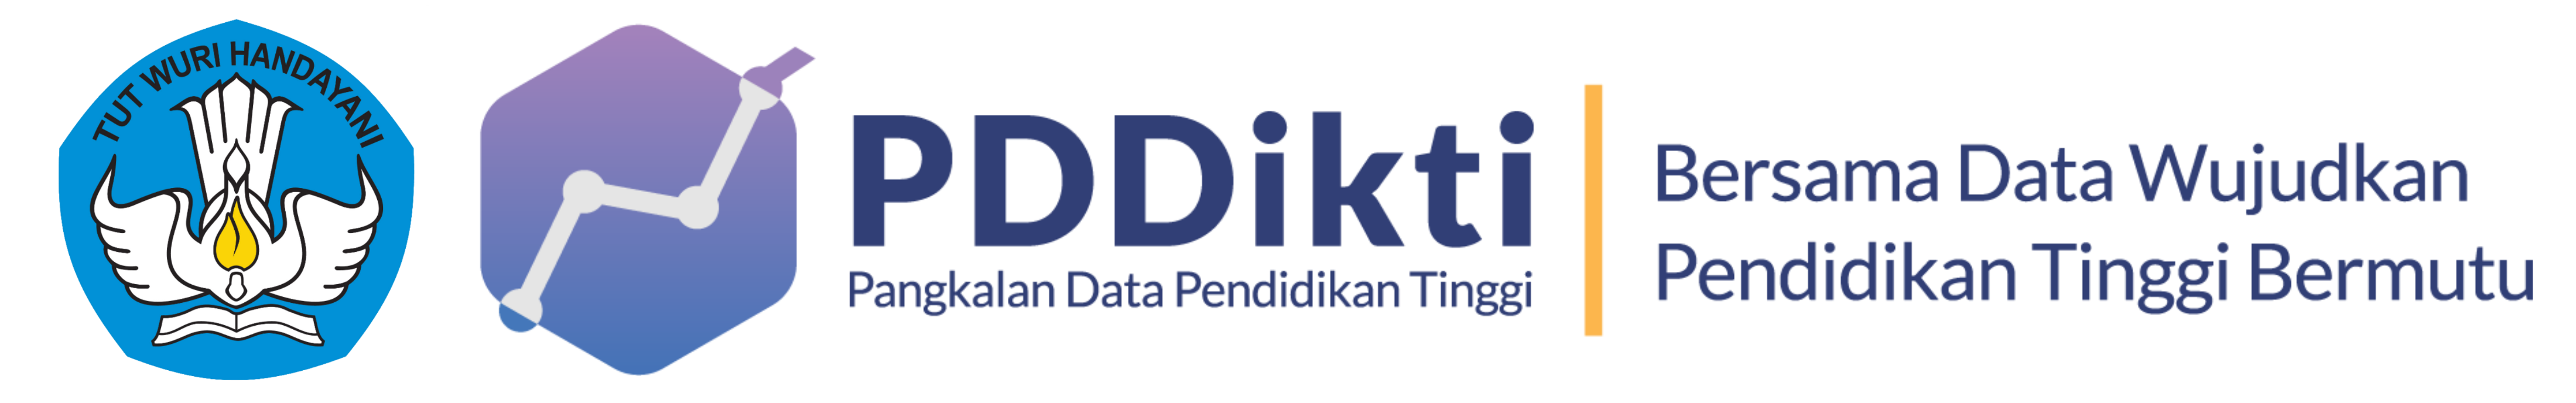 TUT WURI HANDAYANI
PDDikti
Pangkalan Data Pendidikan Tinggi
Bersama Data Wujudkan
Pendidikan Tinggi Bermutu